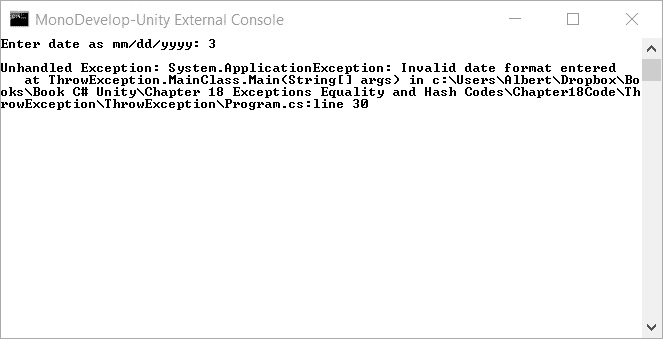 MonoDevelop-Unity External Console
Enter date as mm/dd/yyyy: 3
Unhandled Exception: System.ApplicationException: Invalid date format entered
at ThrowException.MainClass.Main(String[] args) in c:\Users\Albert\Dropbox\Bo
oks\Book C# Unity\Chapter 18 Exceptions Equality and Hash Codes\Chapter18Code\Th
rowException\ThrowException\Program.cs:line 30